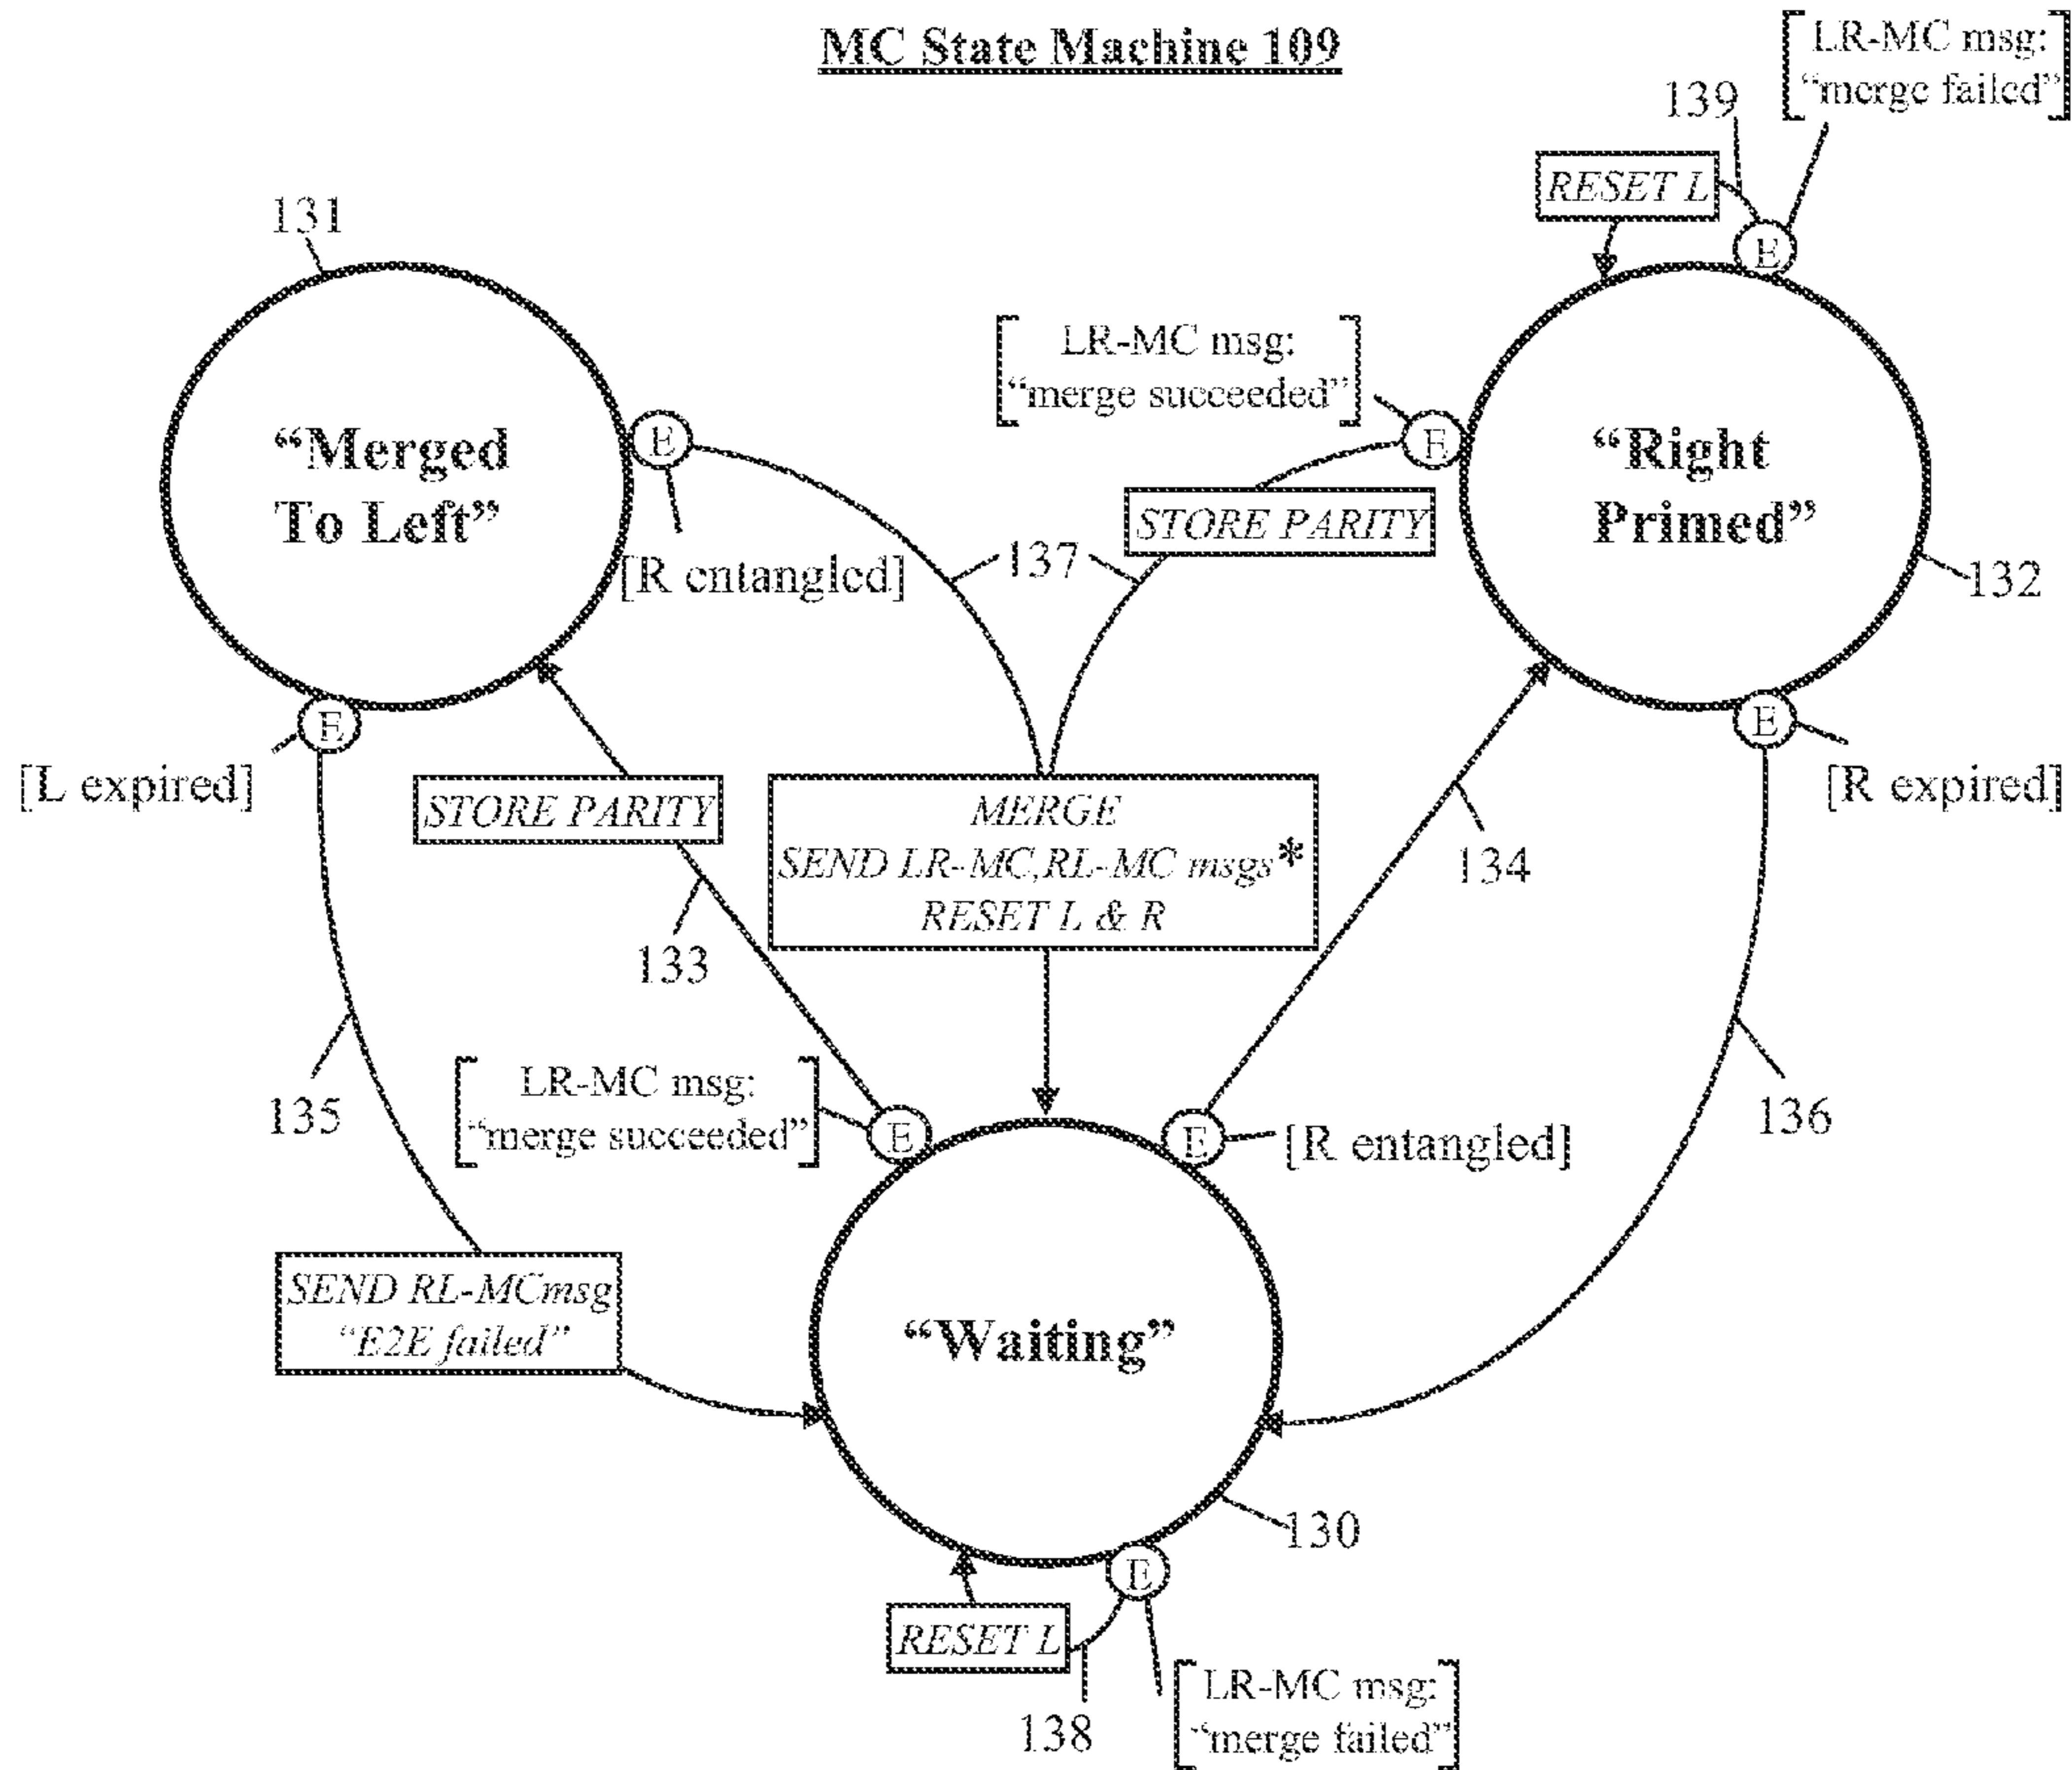 MC State Machine 109
LR-MC msg:
“merge failed”
139
RESET L
E
131
LR-MC msg:
“merge succeeded”
E
E
“Merged
To Left”
“Right
Primed”
STORE PARITY
[R entangled]
137
132
E
E
[L expired]
[R expired]
STORE PARITY
MERGE
SEND LR-MC,RL-MC msgs*
RESET L & R
134
133
LR-MC msg:
“merge succeeded”
E
E
[R entangled]
135
136
SEND RL-MCmsg
“E2E failed”
“Waiting”
130
E
RESET L
LR-MC msg:
“merge failed”
138